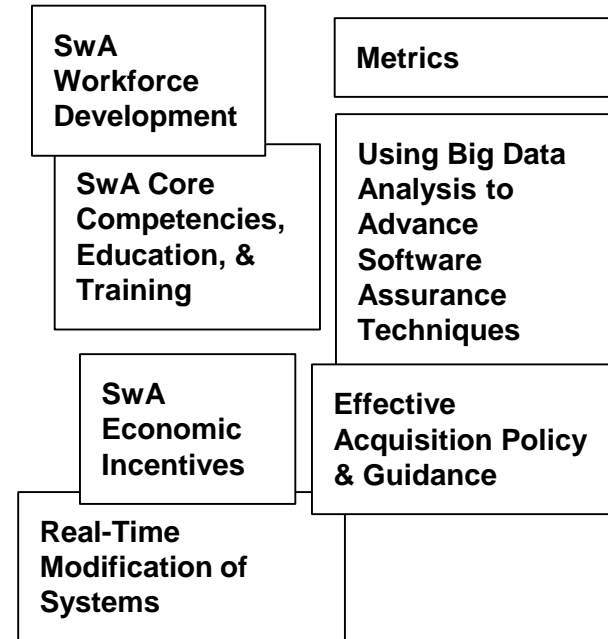 SwA
Workforce
Development
Metrics
SwA Core
Competencies,
Education, &
Training
Using Big Data
Analysis to
Advance
Software
Assurance
Techniques
SwA
Economic
Incentives
Effective
Acquisition Policy
& Guidance
Real-Time
Modification of
Systems